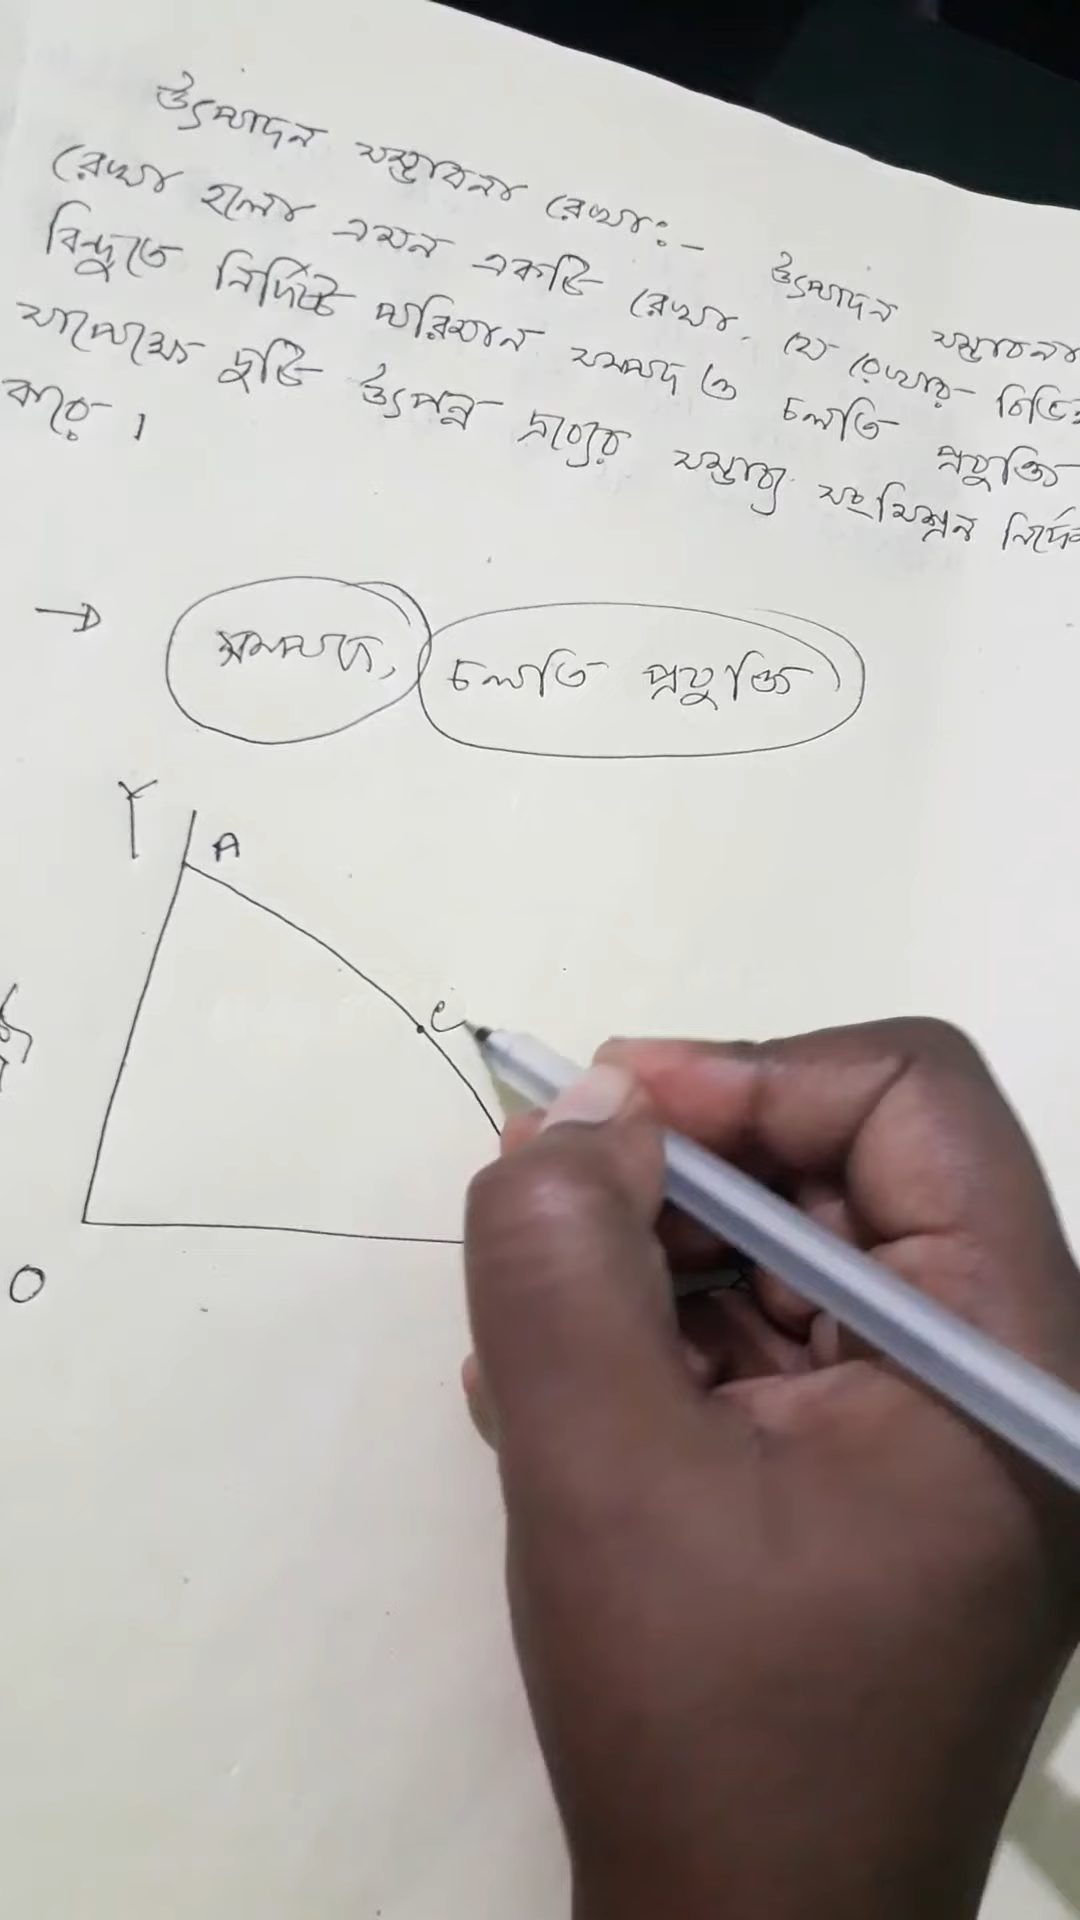 উৎপাদন সম্ভাবনা রেখা:- উৎপাদন সম্ভাবনা
রেখা হলো এমন একটি রেখা, যে রেখার বিভিন্ন
বিন্দুতে নির্দিষ্ট পরিমান সম্পদ ও চলতি প্রযুক্তি
সাপেক্ষে দুটি উৎপন্ন দ্রব্যের সম্ভাব্য সংমিশ্রন নির্দেশ
করে।
→ সম্পদ, চলতি প্রযুক্তি
Y
A
C
O